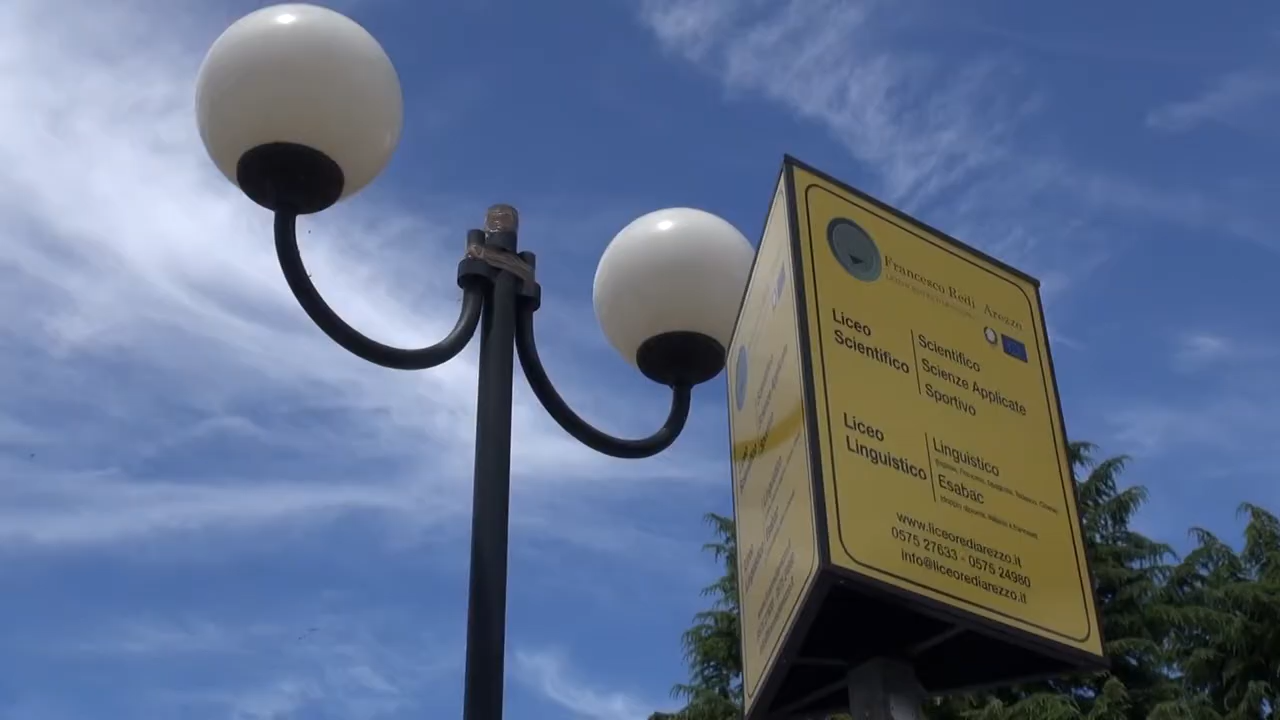 Francesco Redi Arezzo
Liceo
Scientifico
Scientifico
Scienze Applicate
Sportivo
Liceo
Linguistico
Linguistico
Esabac
www.liceorediarezzo.it
0575 27633 - 0575 24980
info@liceorediarezzo.it